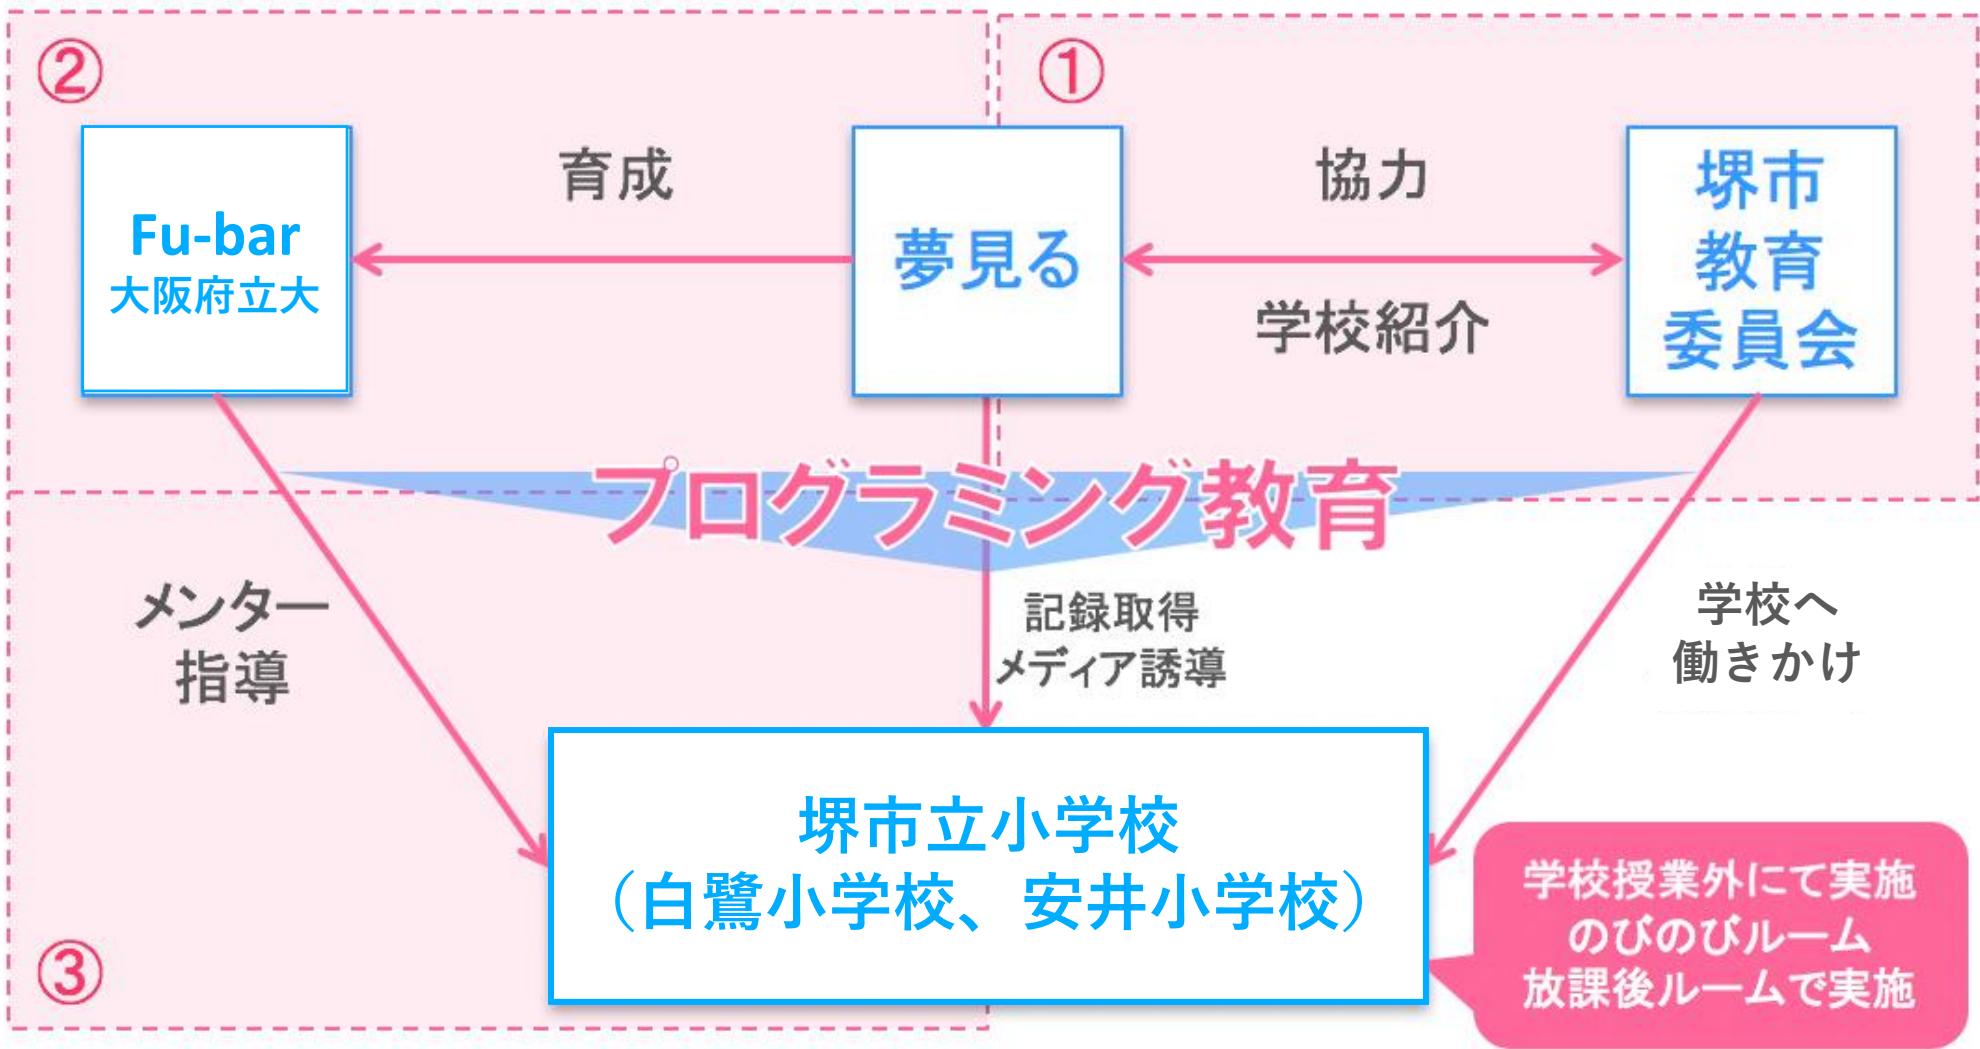 ②
①
育成
協力
Fu-bar
大阪府立大
夢見る
堺市
教育
委員会
学校紹介
プログラミング教育
メンター
指導
記録取得
メディア誘導
学校へ
働きかけ
堺市立小学校
（白鷺小学校、安井小学校）
学校授業外にて実施
のびのびルーム
放課後ルームで実施
③